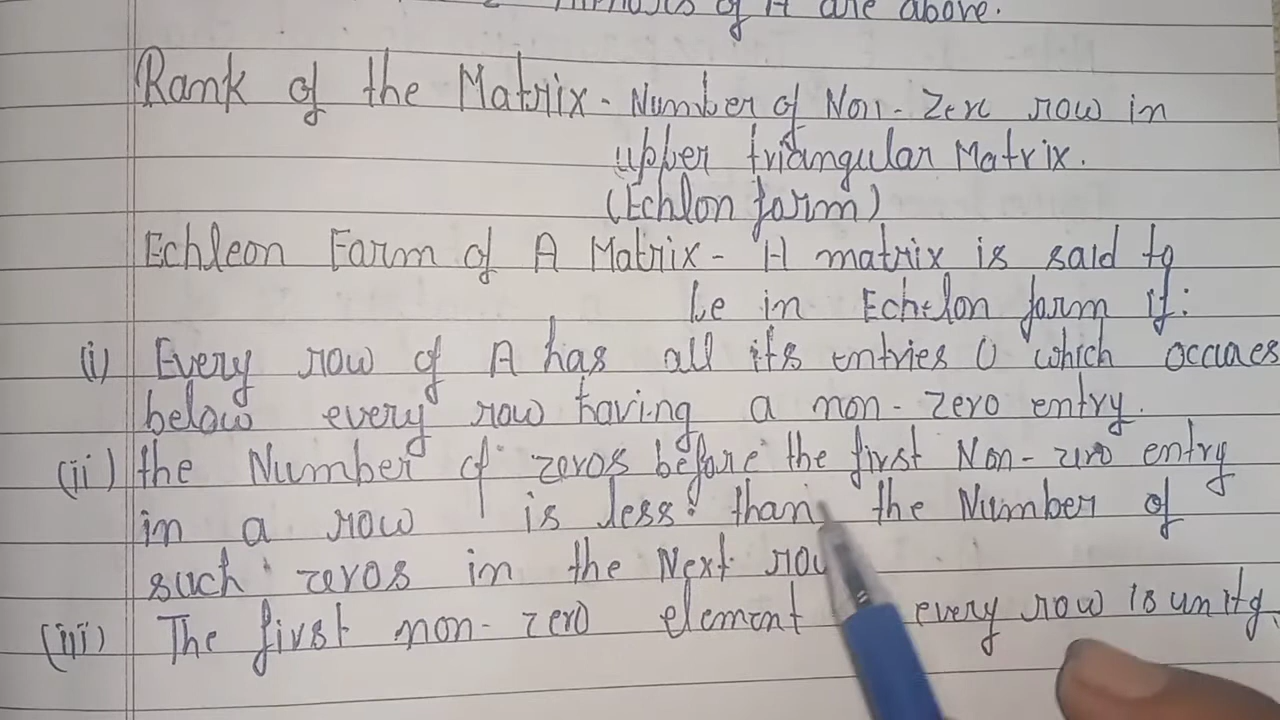 of A are above.
Rank of the Matrix - Number of Non-Zero row in
upper triangular Matrix.
(Echlon form)
Echleon Farm of A Matrix - A matrix is said to
be in Echelon form if:
(i) Every row of A has all its entries 0 which occures
below every row having a non-zero entry.
(ii) the Number of zeros before the first Non-zero entry
in a row is less than the Number of
such zeros in the Next row
(iii) The first non-zero element every row is unity.